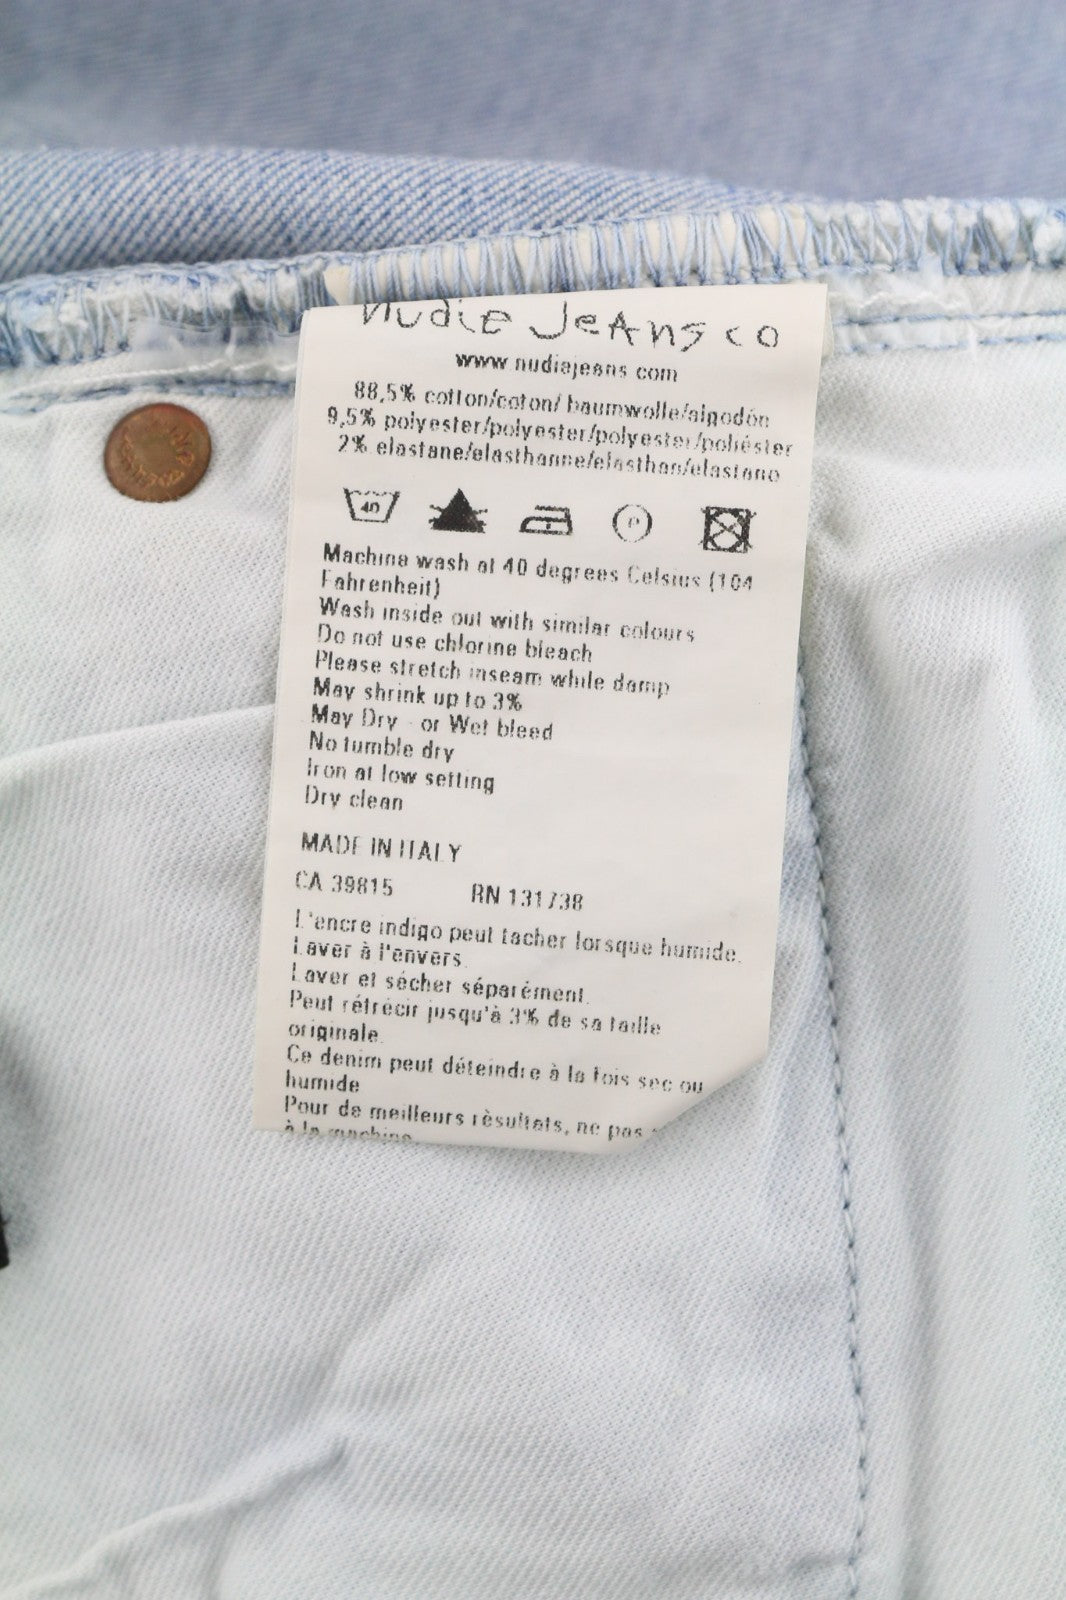 nudie JeAns co
www nudiejeans com
88,5% cotton/coton/ baumwolle/algodón
9,5% polyester/polyester/polyester/poliéster
2% elastane/elasthanne/elasthan/elastano
40
P
Machine wash at 40 degrees Celsius (104
Fahrenheit)
Wash inside out with similar colours
Do not use chlorine bleach
Please stretch inseam while damp
May shrink up to 3%
May Dry - or Wet bleed
No tumble dry
Iron at low setting
Dry clean
MADE IN ITALY
CA 39815 RN 131738
L'encre indigo peut tacher lorsque humide.
Laver à l'envers.
Laver et sécher séparément.
Peut rétrécir jusqu'à 3% de sa taille
originale.
Ce denim peut déteindre à la fois sec ou
humide
Pour de meilleurs résultats, ne pas
à la machine.